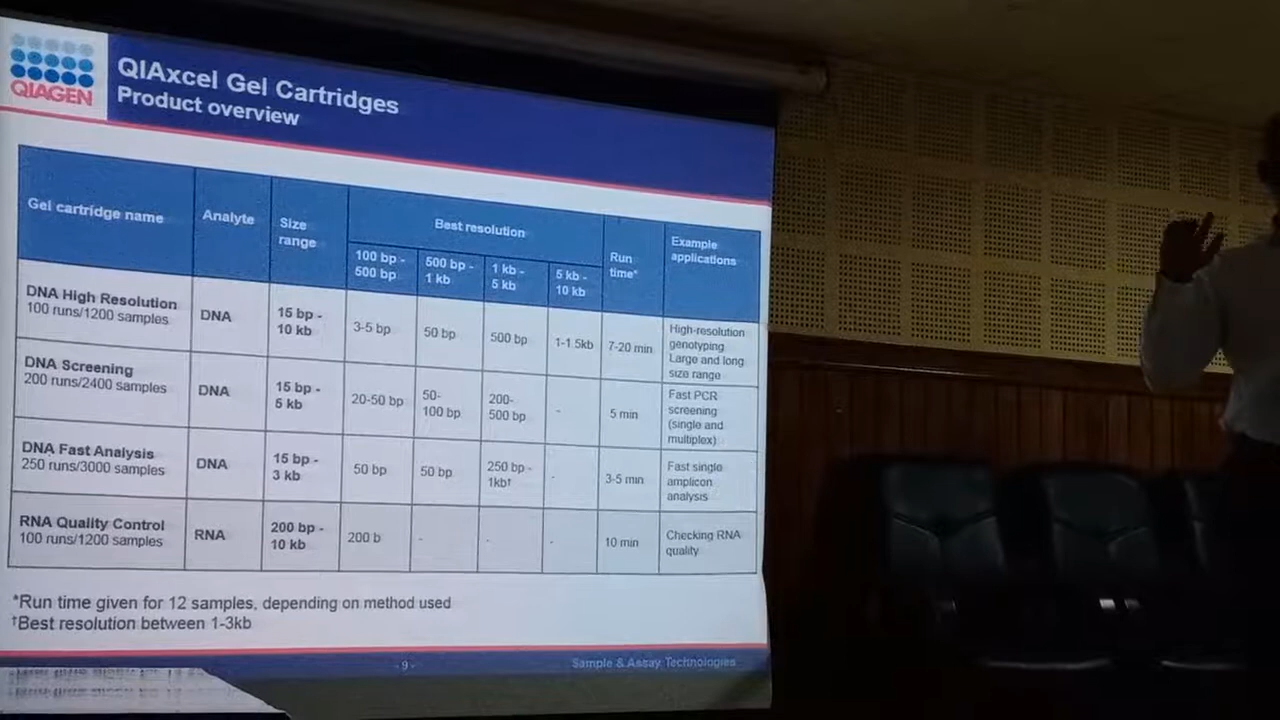 QIAGEN
QIAxcel Gel Cartridges
Product overview
Gel cartridge name
Analyte
Size
range
Best resolution
100 bp -
500 bp
500 bp -
1 kb
1 kb -
5 kb
5 kb -
10 kb
Run
time*
Example
applications
DNA High Resolution
100 runs/1200 samples
DNA
15 bp -
10 kb
3-5 bp
50 bp
500 bp
1-1.5kb
7-20 min
High-resolution
genotyping
Large and long
size range
DNA Screening
200 runs/2400 samples
DNA
15 bp -
5 kb
20-50 bp
50-
100 bp
200-
500 bp
-
5 min
Fast PCR
screening
(single and
multiplex)
DNA Fast Analysis
250 runs/3000 samples
DNA
15 bp -
3 kb
50 bp
50 bp
250 bp -
1kb†
-
3-5 min
Fast single
amplicon
analysis
RNA Quality Control
100 runs/1200 samples
RNA
200 bp -
10 kb
200 b
-
-
-
10 min
Checking RNA
quality
*Run time given for 12 samples, depending on method used
†Best resolution between 1-3kb
- 9 -
Sample & Assay Technologies